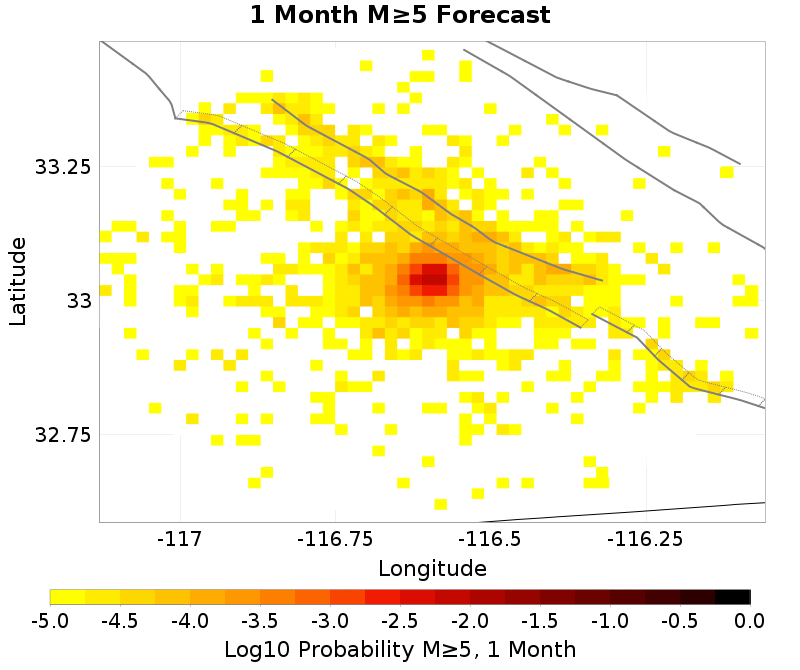 1 Month M≥5 Forecast
33.25
33
32.75
Latitude
-117 -116.75 -116.5 -116.25
Longitude
-5.0 -4.5 -4.0 -3.5 -3.0 -2.5 -2.0 -1.5 -1.0 -0.5 0.0
Log10 Probability M≥5, 1 Month